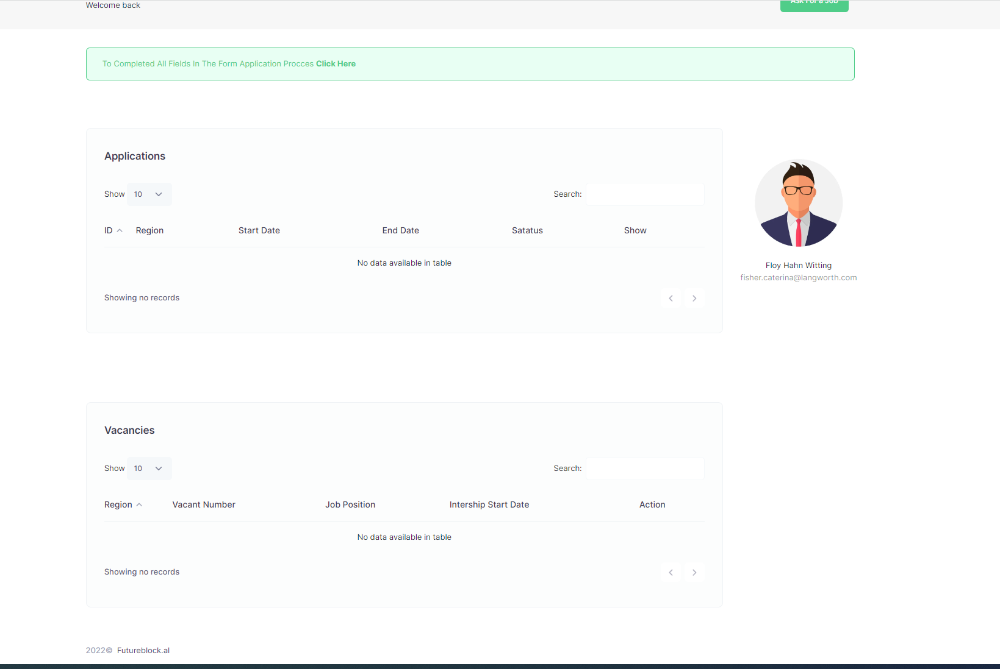 Welcome back
Ask For a Job
To Completed All Fields In The Form Application Procces Click Here
Applications
Show 10
Search:
ID Region Start Date End Date Satatus Show
No data available in table
Showing no records
Floy Hahn Witting
fisher.caterina@langworth.com
Vacancies
Show 10
Search:
Region Vacant Number Job Position Intership Start Date Action
No data available in table
Showing no records
2022© Futureblock.al